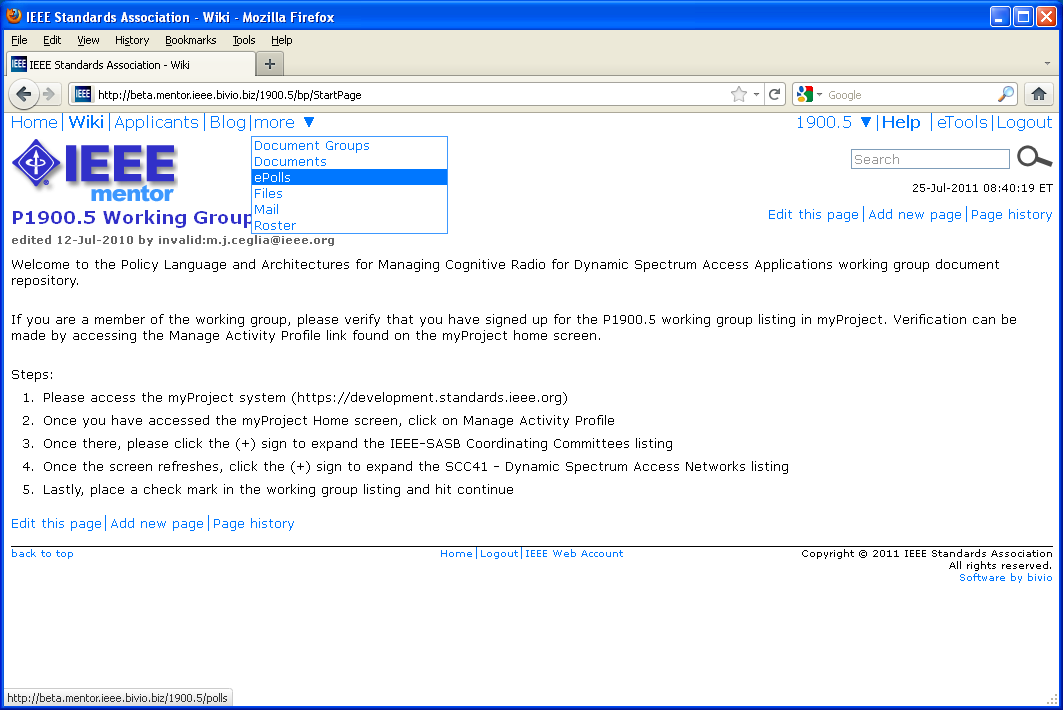 IEEE Standards Association - Wiki - Mozilla Firefox
File Edit View History Bookmarks Tools Help
IEEE IEEE Standards Association - Wiki
IEEE http://beta.mentor.ieee.bivio.biz/1900.5/bp/StartPage Google
Home | Wiki | Applicants | Blog | more ▼ 1900.5 ▼ | Help | eTools | Logout
Document Groups
Documents
ePolls
Files
Mail
Roster
IEEE
mentor
Search
25-Jul-2011 08:40:19 ET
P1900.5 Working Group
Edit this page | Add new page | Page history
edited 12-Jul-2010 by invalid:m.j.ceglia@ieee.org
Welcome to the Policy Language and Architectures for Managing Cognitive Radio for Dynamic Spectrum Access Applications working group document
repository.
If you are a member of the working group, please verify that you have signed up for the P1900.5 working group listing in myProject. Verification can be
made by accessing the Manage Activity Profile link found on the myProject home screen.
Steps:
1. Please access the myProject system (https://development.standards.ieee.org)
2. Once you have accessed the myProject Home screen, click on Manage Activity Profile
3. Once there, please click the (+) sign to expand the IEEE-SASB Coordinating Committees listing
4. Once the screen refreshes, click the (+) sign to expand the SCC41 - Dynamic Spectrum Access Networks listing
5. Lastly, place a check mark in the working group listing and hit continue
Edit this page | Add new page | Page history
back to top Home | Logout | IEEE Web Account Copyright © 2011 IEEE Standards Association
All rights reserved.
Software by bivio
http://beta.mentor.ieee.bivio.biz/1900.5/polls